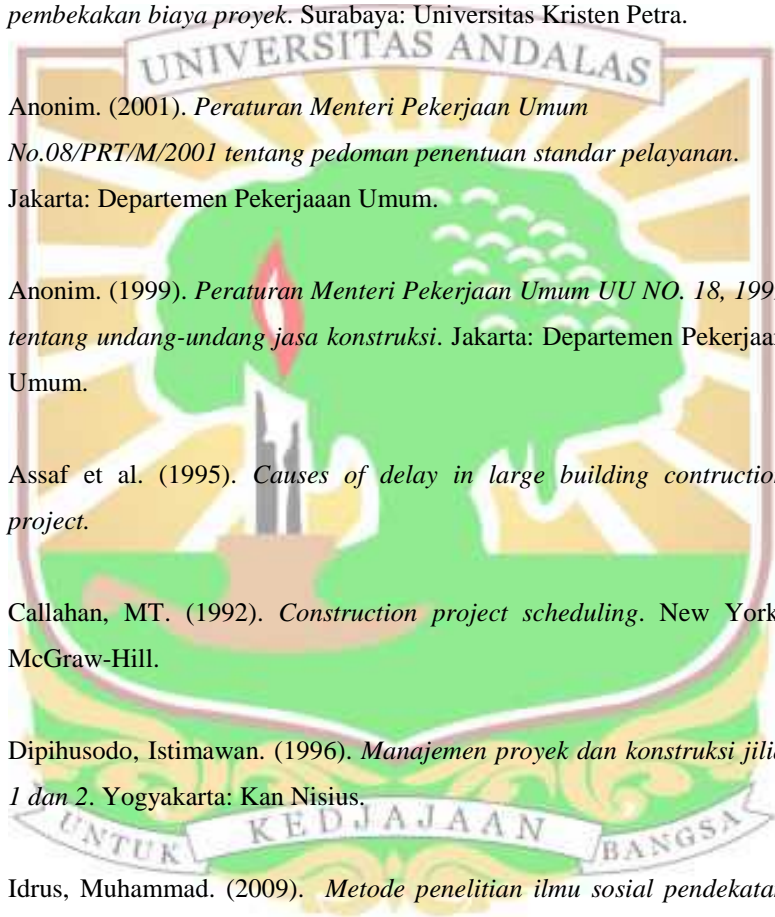 pembekakan biaya proyek. Surabaya: Universitas Kristen Petra.
UNIVERSITAS ANDALAS
Anonim. (2001). Peraturan Menteri Pekerjaan Umum
No.08/PRT/M/2001 tentang pedoman penentuan standar pelayanan.
Jakarta: Departemen Pekerjaaan Umum.
Anonim. (1999). Peraturan Menteri Pekerjaan Umum UU NO. 18, 199
tentang undang-undang jasa konstruksi. Jakarta: Departemen Pekerjaa
Umum.
Assaf et al. (1995). Causes of delay in large building contruction
project.
Callahan, MT. (1992). Construction project scheduling. New York
McGraw-Hill.
Dipihusodo, Istimawan. (1996). Manajemen proyek dan konstruksi jili
1 dan 2. Yogyakarta: Kan Nisius.
UNTUK KEDJAJAAN BANGSA
Idrus, Muhammad. (2009). Metode penelitian ilmu sosial pendekata